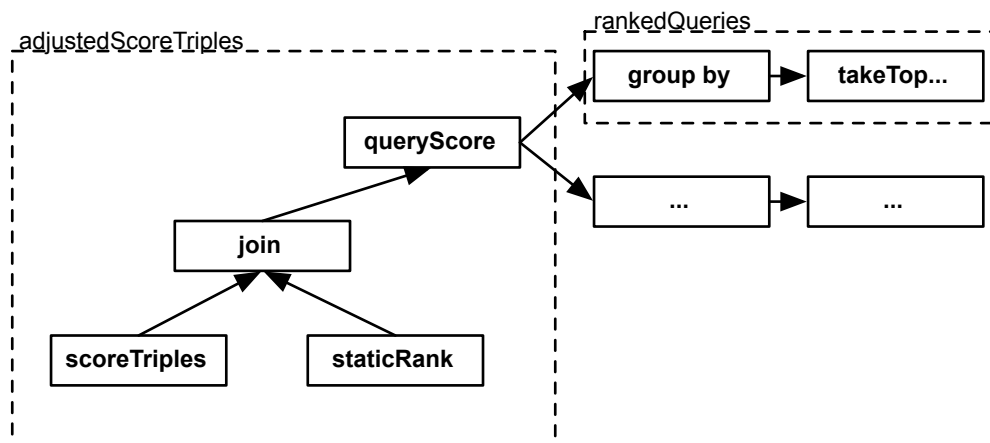 rankedQueries
adjustedScoreTriples
group by
takeTop...
queryScore
...
...
join
scoreTriples
staticRank